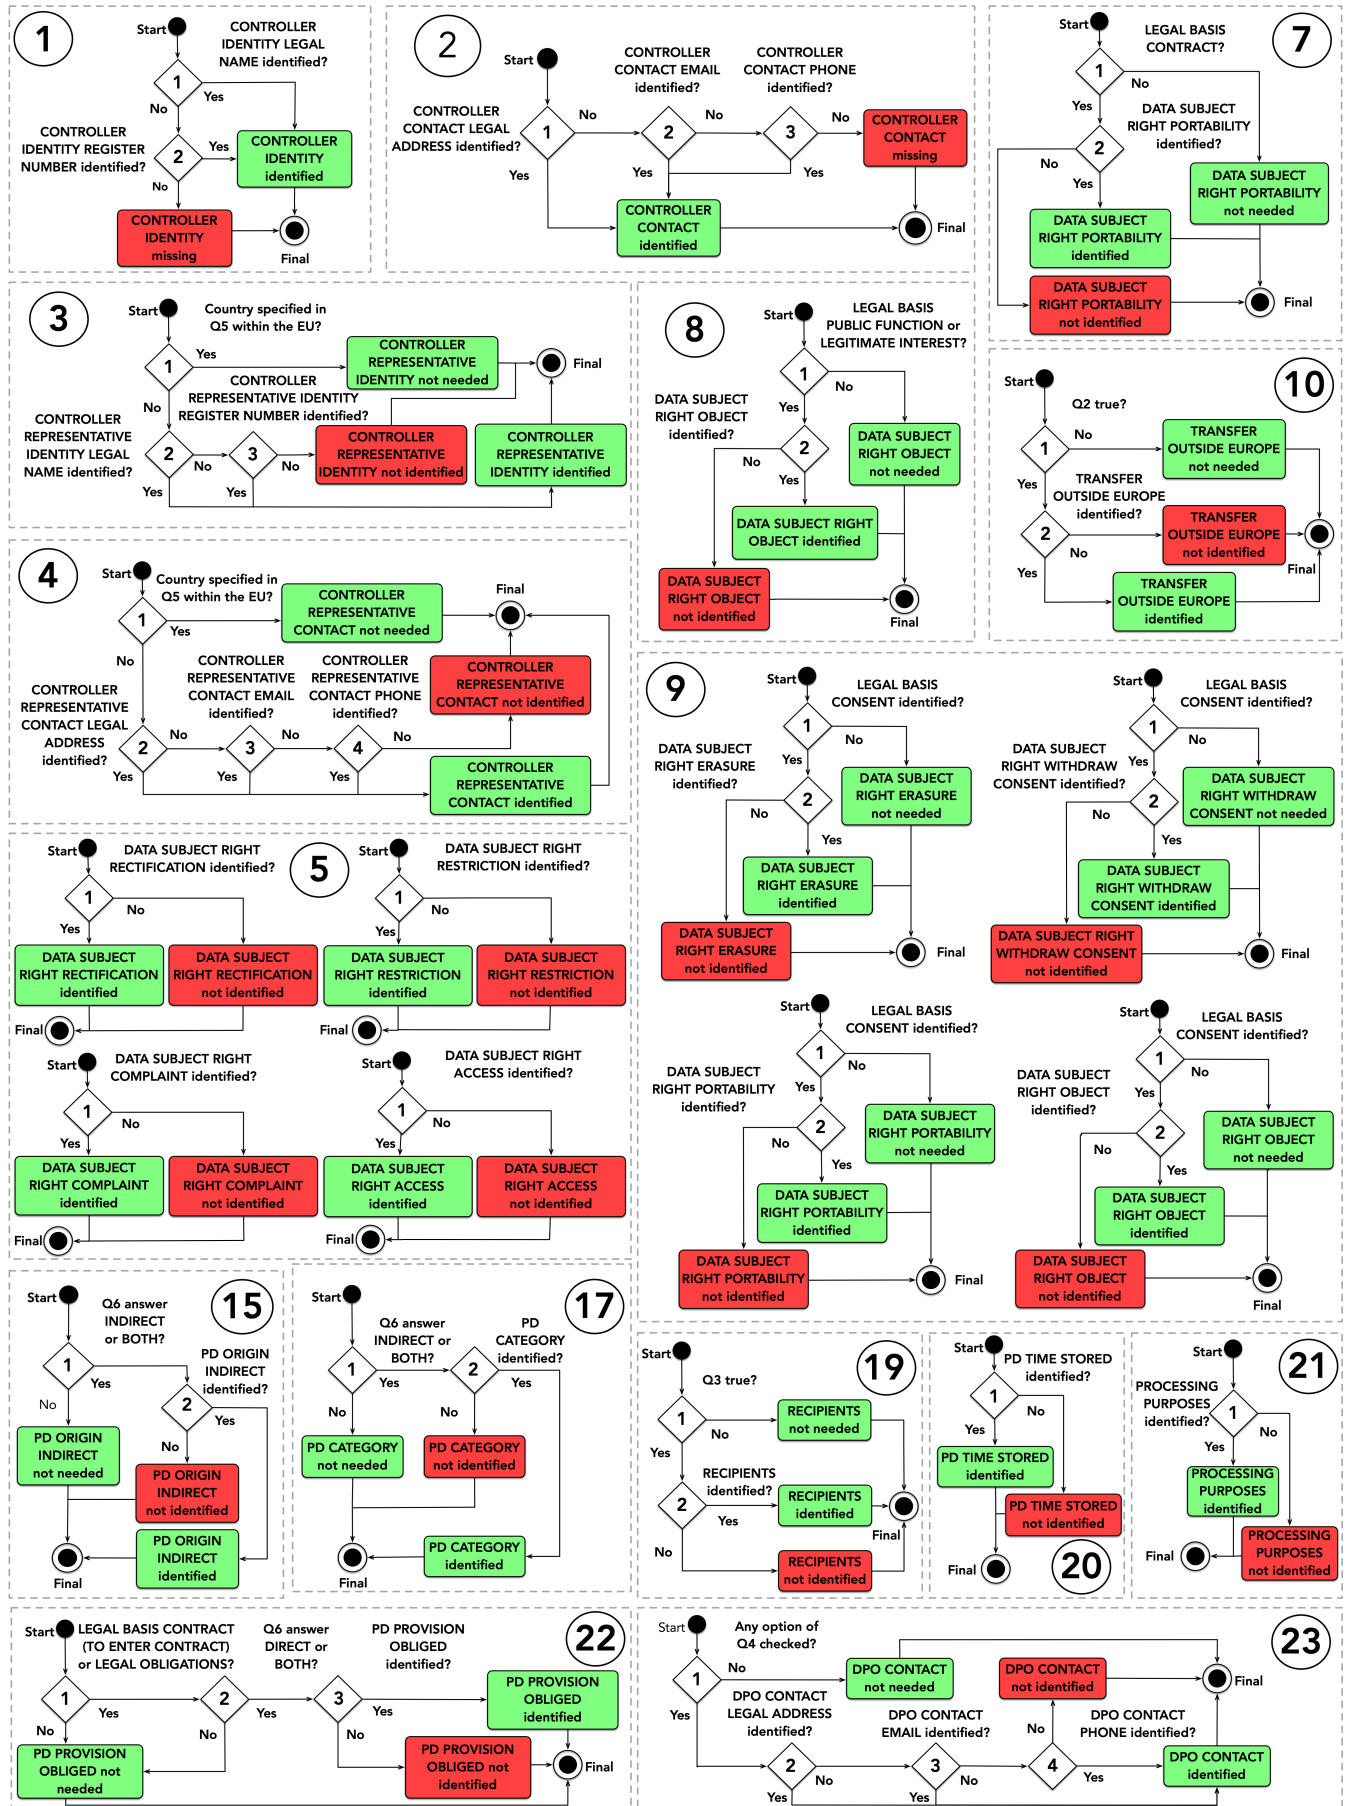 1
Start
CONTROLLER
IDENTITY LEGAL
NAME identified?
1
No
Yes
CONTROLLER
IDENTITY REGISTER
NUMBER identified?
2
Yes
No
CONTROLLER
IDENTITY
identified
CONTROLLER
IDENTITY
missing
Final
2
Start
CONTROLLER
CONTACT LEGAL
ADDRESS identified?
1
No
Yes
CONTROLLER
CONTACT EMAIL
identified?
2
No
Yes
CONTROLLER
CONTACT PHONE
identified?
3
No
Yes
CONTROLLER
CONTACT
missing
CONTROLLER
CONTACT
identified
Final
7
Start
LEGAL BASIS
CONTRACT?
1
No
Yes
DATA SUBJECT
RIGHT PORTABILITY
identified?
2
No
Yes
DATA SUBJECT
RIGHT PORTABILITY
not needed
DATA SUBJECT
RIGHT PORTABILITY
identified
DATA SUBJECT
RIGHT PORTABILITY
not identified
Final
3
Start
Country specified in
Q5 within the EU?
1
Yes
No
CONTROLLER
REPRESENTATIVE
IDENTITY not needed
Final
CONTROLLER
REPRESENTATIVE IDENTITY
REGISTER NUMBER identified?
CONTROLLER
REPRESENTATIVE
IDENTITY LEGAL
NAME identified?
2
No
Yes
3
No
Yes
CONTROLLER
REPRESENTATIVE
IDENTITY not identified
CONTROLLER
REPRESENTATIVE
IDENTITY identified
8
Start
LEGAL BASIS
PUBLIC FUNCTION or
LEGITIMATE INTEREST?
1
No
Yes
DATA SUBJECT
RIGHT OBJECT
identified?
2
No
Yes
DATA SUBJECT
RIGHT OBJECT
not needed
DATA SUBJECT RIGHT
OBJECT identified
DATA SUBJECT
RIGHT OBJECT
not identified
Final
10
Start
Q2 true?
1
No
Yes
TRANSFER
OUTSIDE EUROPE
not needed
TRANSFER
OUTSIDE EUROPE
identified?
2
No
Yes
TRANSFER
OUTSIDE EUROPE
not identified
Final
TRANSFER
OUTSIDE EUROPE
identified
4
Start
Country specified in
Q5 within the EU?
1
Yes
No
CONTROLLER
REPRESENTATIVE
CONTACT not needed
Final
CONTROLLER
REPRESENTATIVE
CONTACT LEGAL
ADDRESS
identified?
2
No
Yes
CONTROLLER
REPRESENTATIVE
CONTACT EMAIL
identified?
3
No
Yes
CONTROLLER
REPRESENTATIVE
CONTACT PHONE
identified?
4
No
Yes
CONTROLLER
REPRESENTATIVE
CONTACT not identified
CONTROLLER
REPRESENTATIVE
CONTACT identified
9
Start
LEGAL BASIS
CONSENT identified?
1
No
Yes
DATA SUBJECT
RIGHT ERASURE
identified?
2
No
Yes
DATA SUBJECT
RIGHT ERASURE
not needed
DATA SUBJECT
RIGHT ERASURE
identified
DATA SUBJECT
RIGHT ERASURE
not identified
Final
Start
LEGAL BASIS
CONSENT identified?
1
No
Yes
DATA SUBJECT
RIGHT WITHDRAW
CONSENT identified?
2
No
Yes
DATA SUBJECT
RIGHT WITHDRAW
CONSENT not needed
DATA SUBJECT
RIGHT WITHDRAW
CONSENT identified
DATA SUBJECT RIGHT
WITHDRAW CONSENT
not identified
Final
Start
LEGAL BASIS
CONSENT identified?
1
No
Yes
DATA SUBJECT
RIGHT PORTABILITY
identified?
2
No
Yes
DATA SUBJECT
RIGHT PORTABILITY
not needed
DATA SUBJECT
RIGHT PORTABILITY
identified
DATA SUBJECT
RIGHT PORTABILITY
not identified
Final
Start
LEGAL BASIS
CONSENT identified?
1
No
Yes
DATA SUBJECT
RIGHT OBJECT
identified?
2
No
Yes
DATA SUBJECT
RIGHT OBJECT
not needed
DATA SUBJECT
RIGHT OBJECT
identified
DATA SUBJECT
RIGHT OBJECT
not identified
Final
5
Start
DATA SUBJECT RIGHT
RECTIFICATION identified?
1
No
Yes
DATA SUBJECT
RIGHT RECTIFICATION
identified
DATA SUBJECT
RIGHT RECTIFICATION
not identified
Final
Start
DATA SUBJECT RIGHT
RESTRICTION identified?
1
No
Yes
DATA SUBJECT
RIGHT RESTRICTION
identified
DATA SUBJECT
RIGHT RESTRICTION
not identified
Final
Start
DATA SUBJECT RIGHT
COMPLAINT identified?
1
No
Yes
DATA SUBJECT
RIGHT COMPLAINT
identified
DATA SUBJECT
RIGHT COMPLAINT
not identified
Final
Start
DATA SUBJECT RIGHT
ACCESS identified?
1
No
Yes
DATA SUBJECT
RIGHT ACCESS
identified
DATA SUBJECT
RIGHT ACCESS
not identified
Final
15
Start
Q6 answer
INDIRECT
or BOTH?
1
Yes
No
PD ORIGIN
INDIRECT
identified?
2
Yes
No
PD ORIGIN
INDIRECT
not needed
PD ORIGIN
INDIRECT
not identified
PD ORIGIN
INDIRECT
identified
Final
17
Start
Q6 answer
INDIRECT or
BOTH?
1
Yes
No
PD
CATEGORY
identified?
2
Yes
No
PD CATEGORY
not needed
PD CATEGORY
not identified
PD CATEGORY
identified
Final
19
Start
Q3 true?
1
No
Yes
RECIPIENTS
not needed
RECIPIENTS
identified?
2
Yes
No
RECIPIENTS
identified
Final
RECIPIENTS
not identified
20
Start
PD TIME STORED
identified?
1
No
Yes
PD TIME STORED
identified
PD TIME STORED
not identified
Final
21
Start
PROCESSING
PURPOSES
identified?
1
No
Yes
PROCESSING
PURPOSES
identified
PROCESSING
PURPOSES
not identified
Final
22
Start
LEGAL BASIS CONTRACT
(TO ENTER CONTRACT)
or LEGAL OBLIGATIONS?
1
Yes
No
Q6 answer
DIRECT or
BOTH?
2
Yes
No
PD PROVISION
OBLIGED
identified?
3
Yes
No
PD PROVISION
OBLIGED
identified
PD PROVISION
OBLIGED not
needed
PD PROVISION
OBLIGED not
identified
Final
23
Start
Any option of
Q4 checked?
1
No
Yes
DPO CONTACT
not needed
DPO CONTACT
not identified
Final
DPO CONTACT
LEGAL ADDRESS
identified?
2
No
Yes
DPO CONTACT
EMAIL identified?
3
No
Yes
DPO CONTACT
PHONE identified?
4
No
Yes
DPO CONTACT
identified